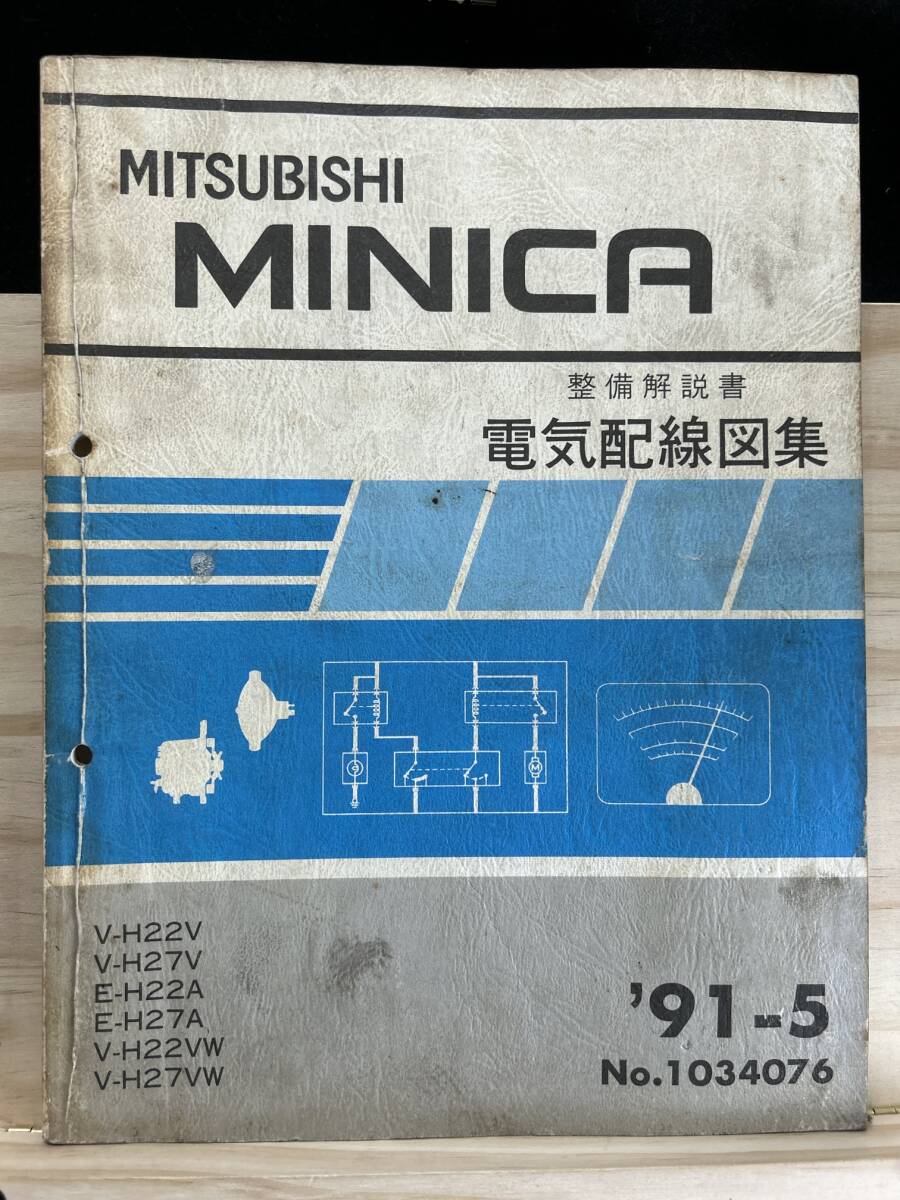 MITSUBISHI
MINICA
整備解説書
電気配線図集
G
M
V-H22V
V-H27V
E-H22A
E-H27A
V-H22VW
V-H27VW
'91-5
No.1034076